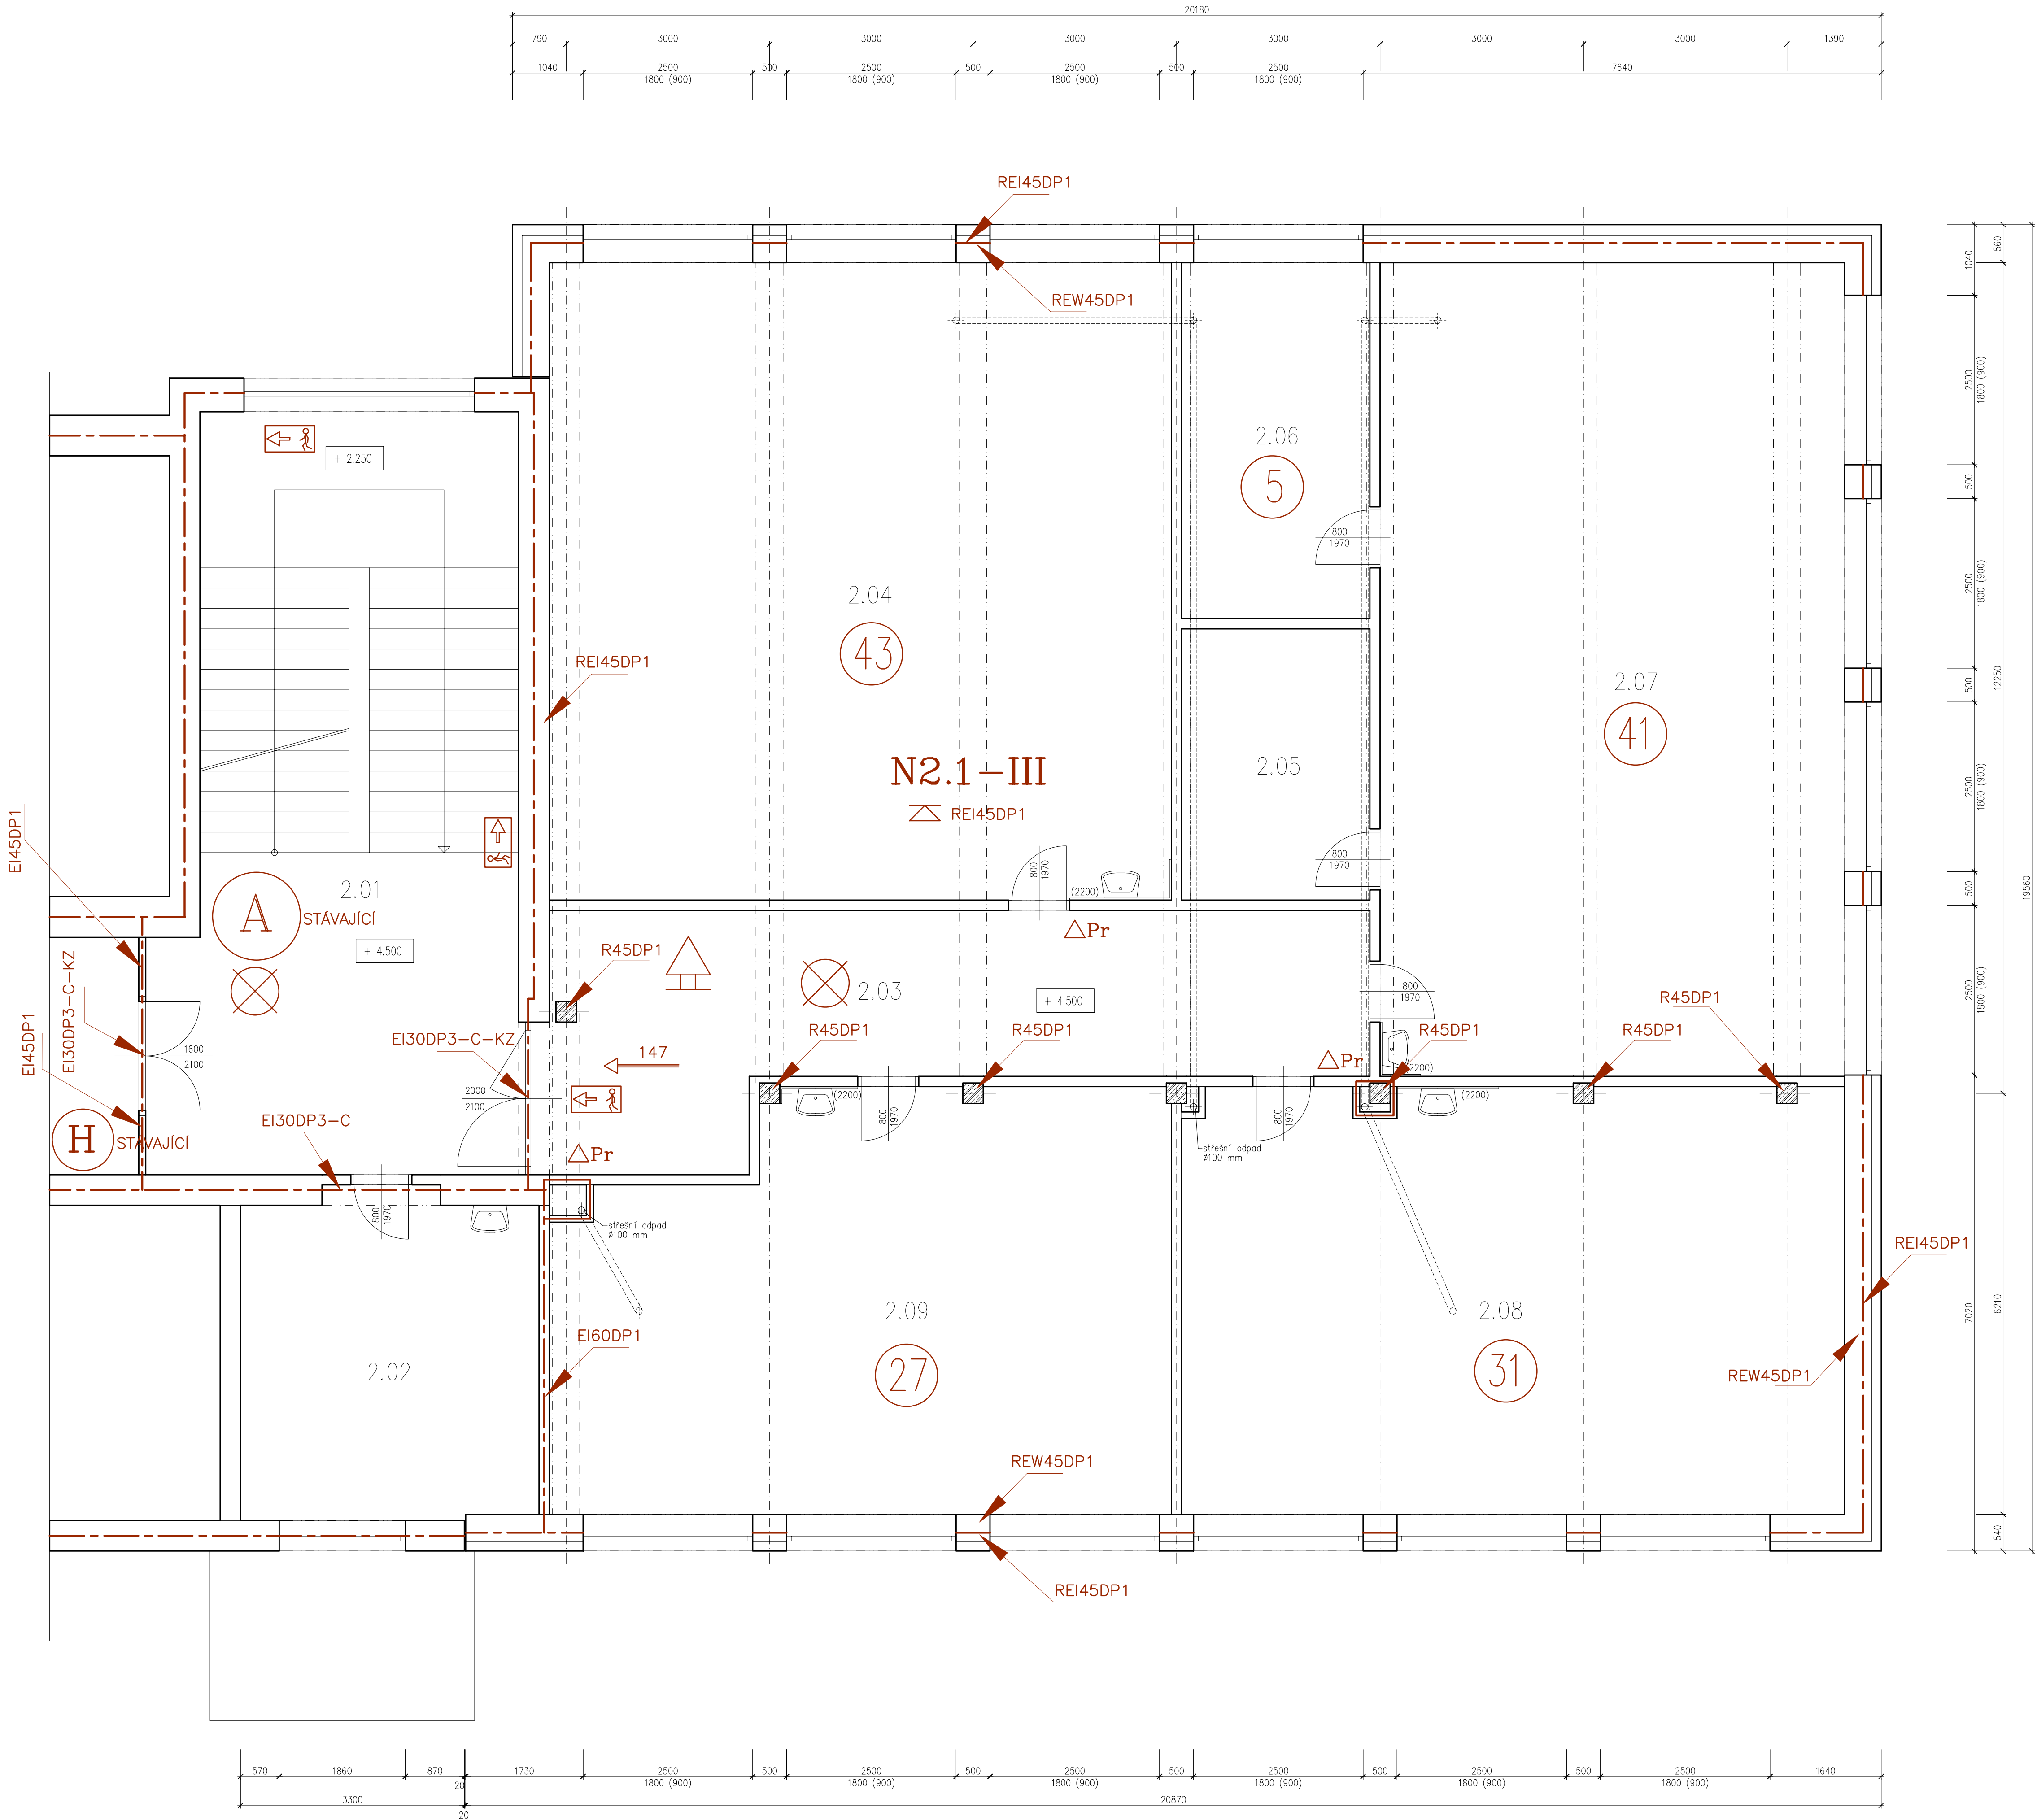 20180
790 3000 3000 3000 3000 3000 3000 1390
1040 2500 500 2500 500 2500 500 2500 7640
1800 (900) 1800 (900) 1800 (900) 1800 (900)
REI45DP1
REW45DP1
560
1040
2500
1800 (900)
500
2500
1800 (900)
12250
500
19560
2500
1800 (900)
500
2500
1800 (900)
7020
6210
540
+ 2.250
2.06
5
800
1970
2.04
43
REI45DP1
2.07
41
N2.1-III
REI45DP1
2.05
800
1970
800
1970
(2200)
EI45DP1
2.01
A
STÁVAJÍCÍ
+ 4.500
Pr
R45DP1
2.03
+ 4.500
800
1970
R45DP1
EI30DP3-C-KZ
EI45DP1
1600
2100
EI30DP3-C-KZ
147
2000
2100
R45DP1
R45DP1
Pr
R45DP1
R45DP1
(2200)
(2200)
(2200)
800
1970
800
1970
H
STÁVAJÍCÍ
EI30DP3-C
Pr
střešní odpad
ø100 mm
800
1970
střešní odpad
ø100 mm
REI45DP1
2.02
EI60DP1
2.09
27
2.08
31
REW45DP1
REW45DP1
REI45DP1
570 1860 870 1730 2500 500 2500 500 2500 500 2500 500 2500 500 2500 1640
20 1800 (900) 1800 (900) 1800 (900) 1800 (900) 1800 (900) 1800 (900)
3300 20870
20